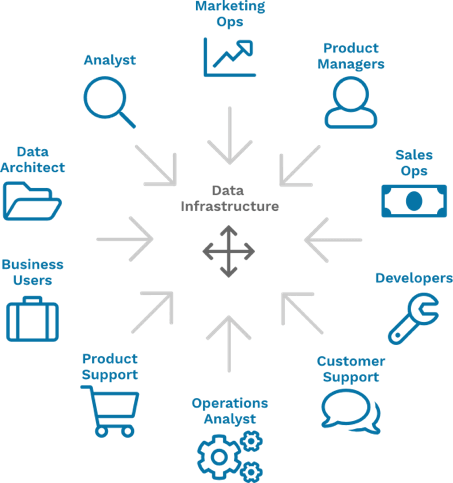 Marketing
Ops
Analyst
Product
Managers
Data
Architect
Sales
Ops
Data
Infrastructure
Business
Users
Developers
Product
Support
Customer
Support
Operations
Analyst